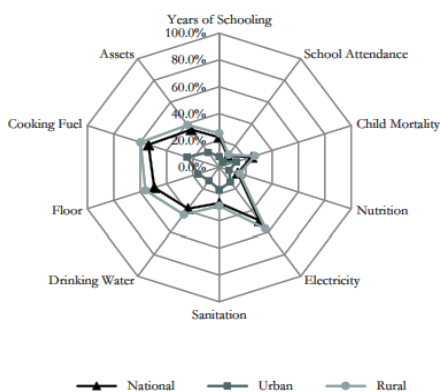 Years of Schooling
100.0%
Assets
School Attendance
80.0%
60.0%
Cooking Fuel
40.0%
Child Mortality
20.0%
0.0%
Floor
Nutrition
Drinking Water
Electricity
Sanitation
National Urban Rural